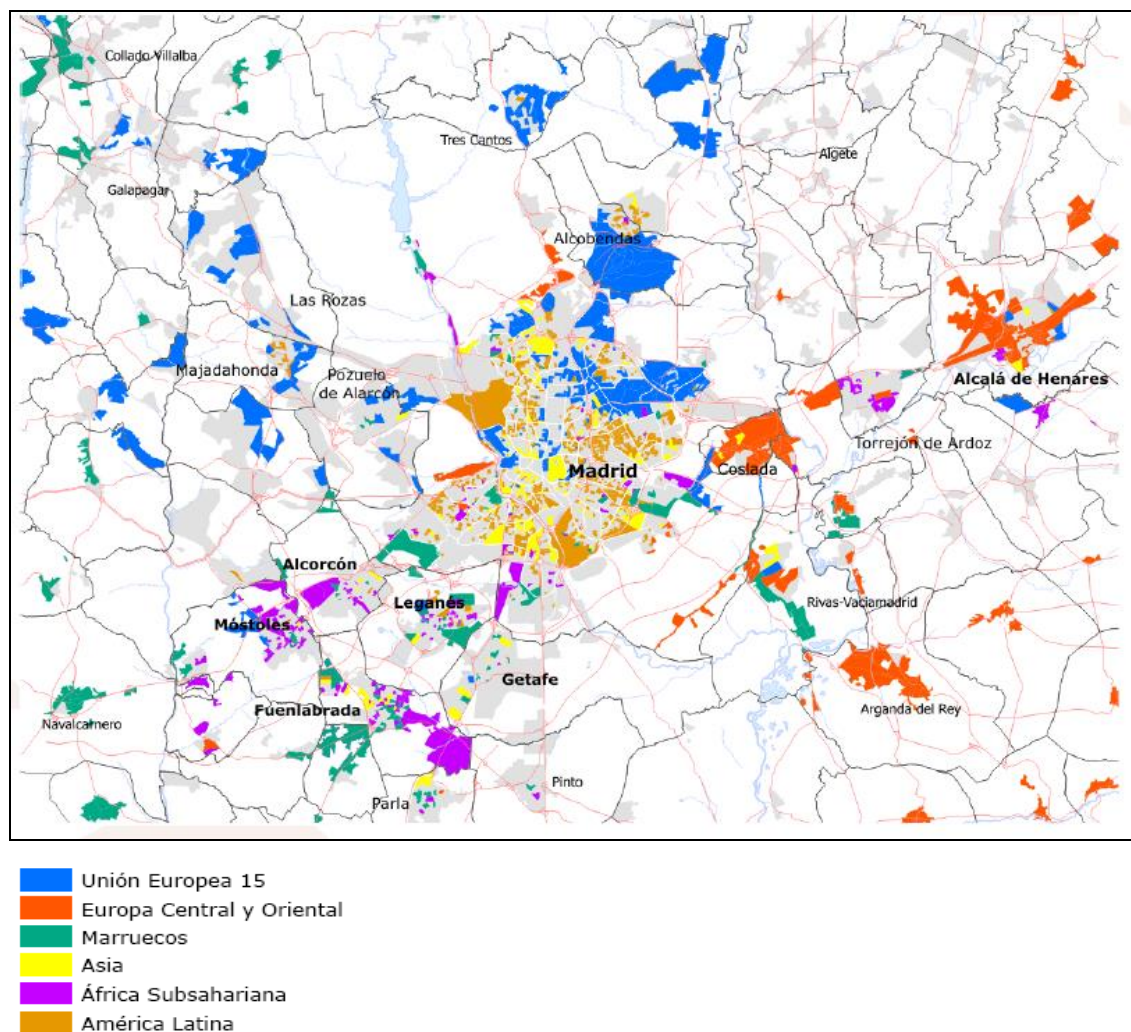 Collado-Villalba
Tres Cantos
Algete
Galapagar
Alcobendas
Las Rozas
Majadahonda
Pozuelo
de Alarcón
Alcalá de Henares
Torrejón de Ardoz
Coslada
Madrid
Alcorcón
Leganés
Móstoles
Rivas-Vaciamadrid
Getafe
Fuenlabrada
Arganda del Rey
Navalcarnero
Pinto
Parla
Unión Europea 15
Europa Central y Oriental
Marruecos
Asia
África Subsahariana
América Latina